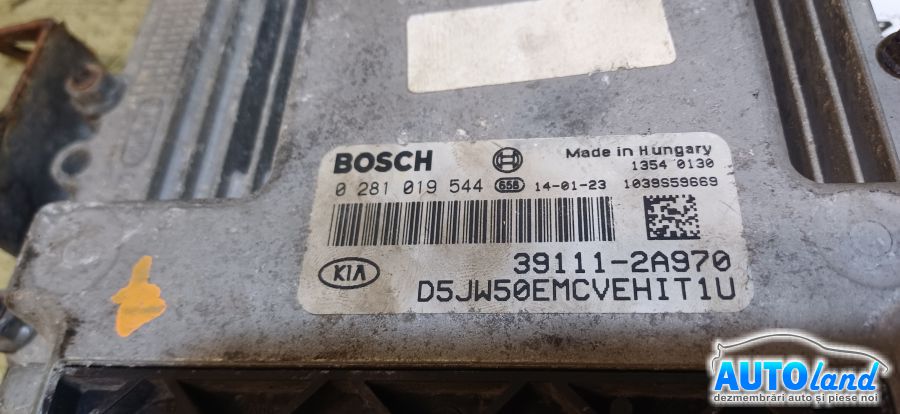 BOSCH
Made in Hungary
1354 0130
0 281 019 544 658 14-01-23 1039S59669
KIA
39111-2A970
D5JW50EMCVEHIT1U
AUTOland
dezmembrări auto și piese noi